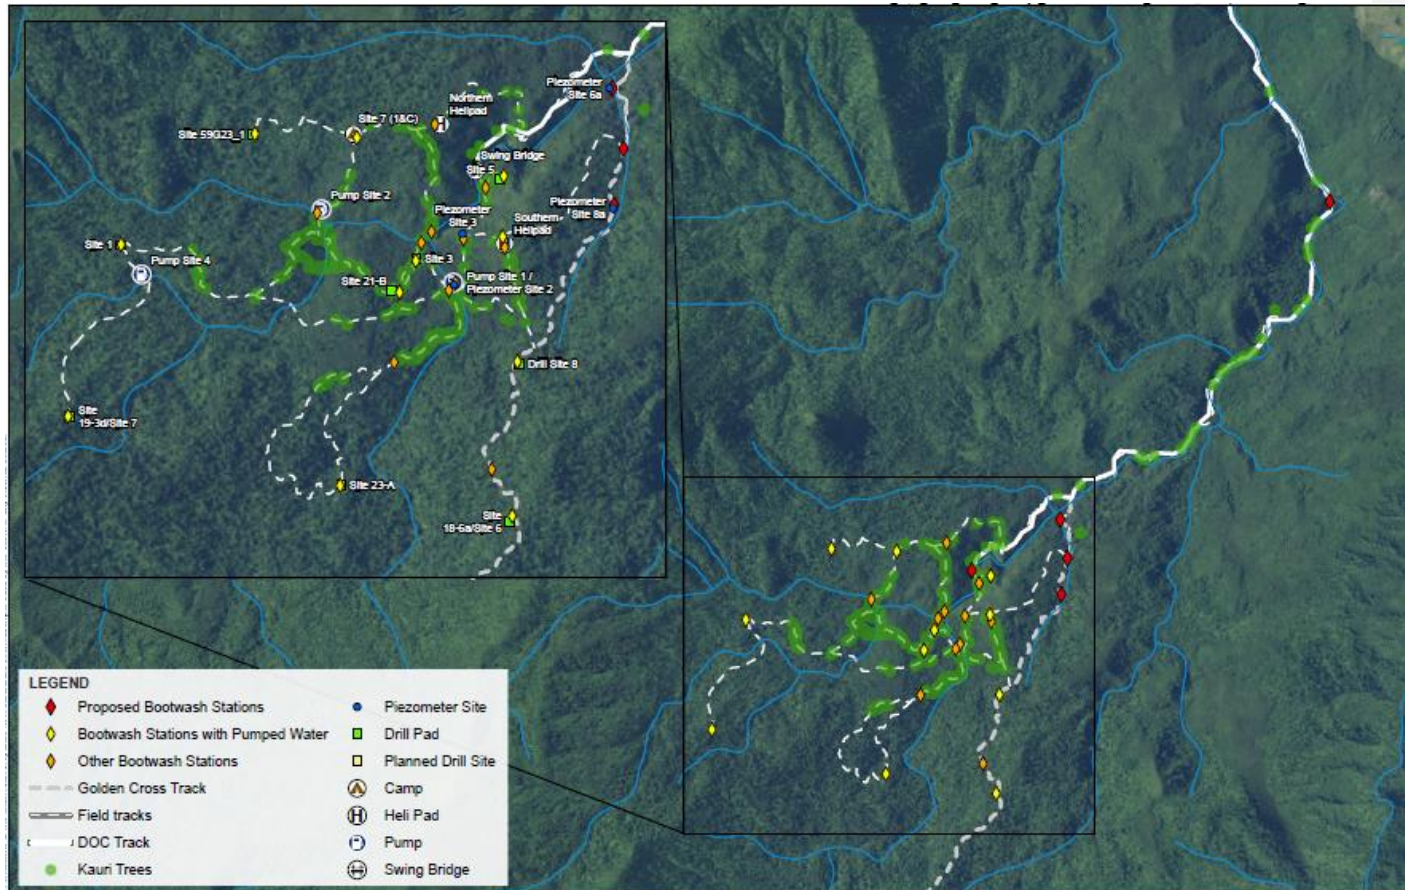 Piezometer
Site 6a
Northern
Helipad
Site 7 (1&C)
Site 59G23_1
Swing Bridge
Site 5
Pump Site 2
Piezometer
Site 3
Southern
Helipad
Piezometer
Site 8a
Site 1
Pump Site 4
Site 3
Site 21-B
Pump Site 1 /
Piezometer Site 2
Drill Site 8
Site
19-3d/Site 7
Site 23-A
Site
18-6a/Site 6
LEGEND
Proposed Bootwash Stations
Bootwash Stations with Pumped Water
Other Bootwash Stations
Golden Cross Track
Field tracks
DOC Track
Kauri Trees
Piezometer Site
Drill Pad
Planned Drill Site
Camp
Heli Pad
Pump
Swing Bridge